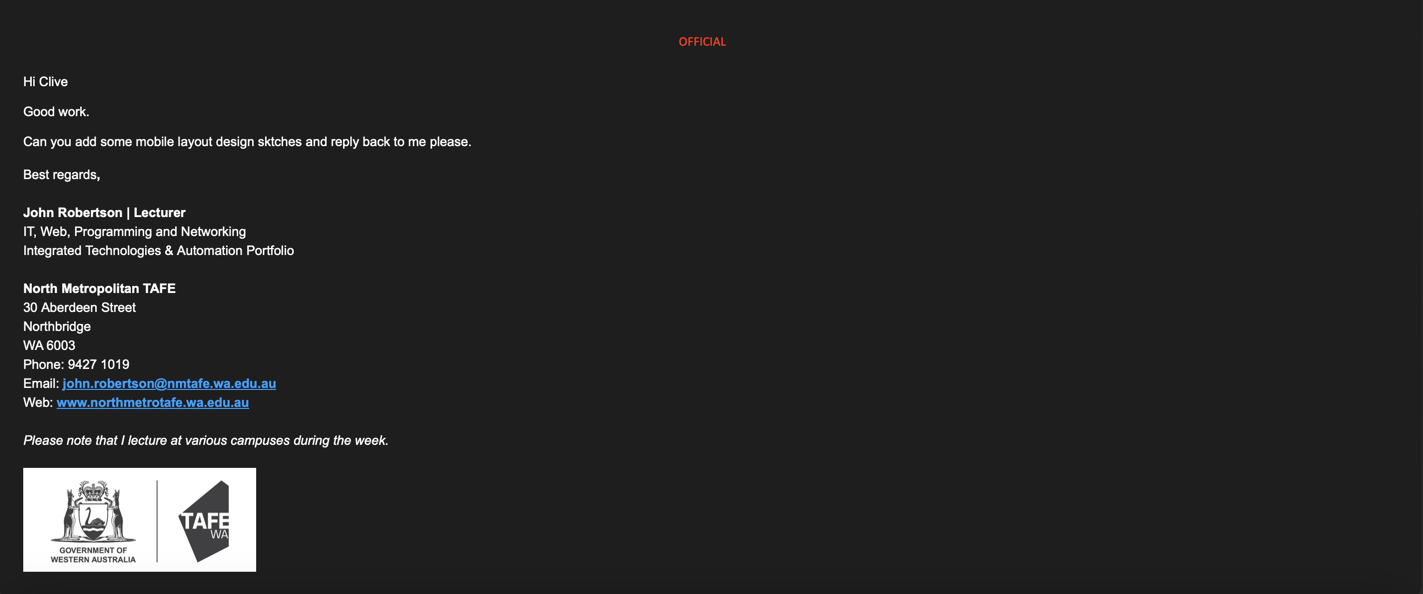 OFFICIAL
Hi Clive
Good work.
Can you add some mobile layout design sktches and reply back to me please.
Best regards,
John Robertson | Lecturer
IT, Web, Programming and Networking
Integrated Technologies & Automation Portfolio
North Metropolitan TAFE
30 Aberdeen Street
Northbridge
WA 6003
Phone: 9427 1019
Email: john.robertson@nmtafe.wa.edu.au
Web: www.northmetrotafe.wa.edu.au
Please note that I lecture at various campuses during the week.
GOVERNMENT OF
WESTERN AUSTRALIA
TAFE
WA